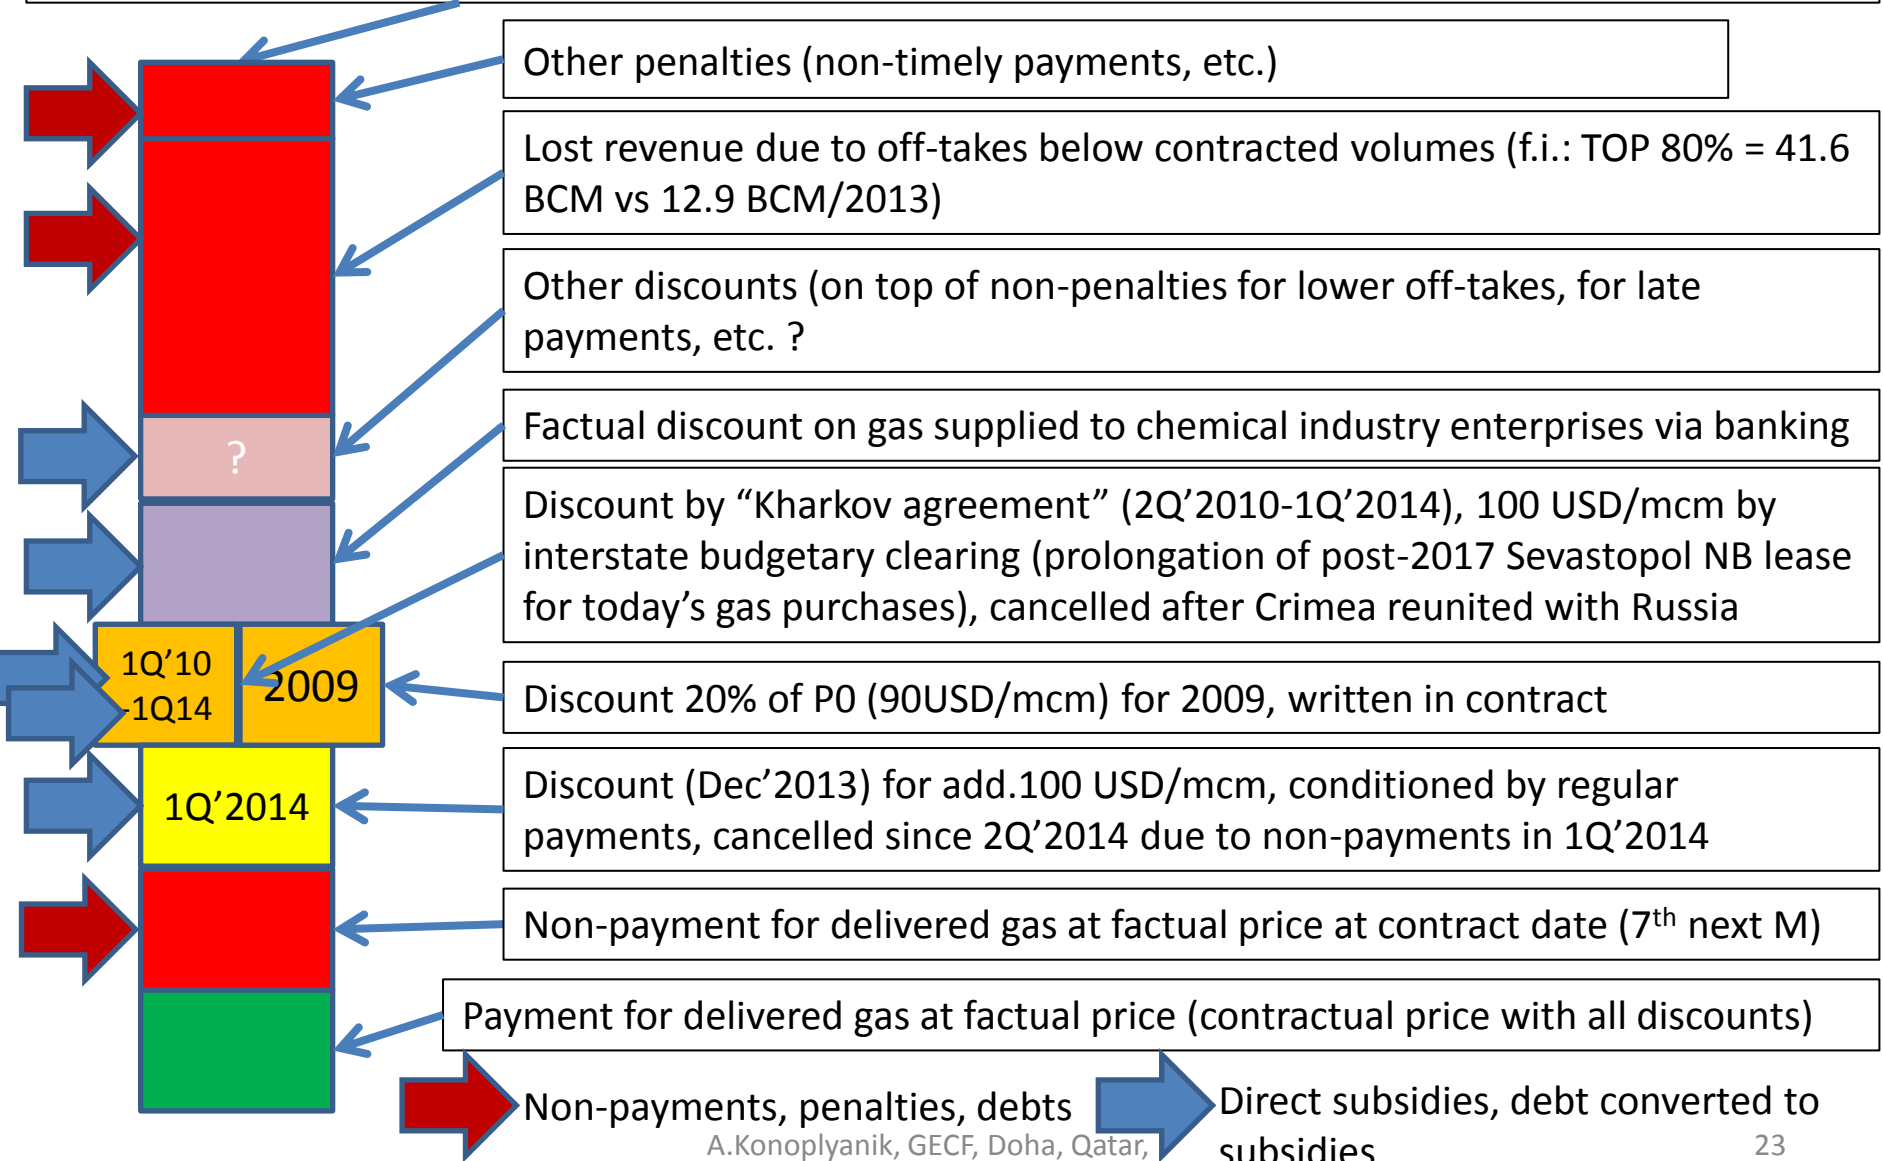 Other penalties (non-timely payments, etc.)
Lost revenue due to off-takes below contracted volumes (f.i.: TOP 80% = 41.6
BCM vs 12.9 BCM/2013)
Other discounts (on top of non-penalties for lower off-takes, for late
payments, etc. ?
?
Factual discount on gas supplied to chemical industry enterprises via banking
Discount by “Kharkov agreement” (2Q’2010-1Q’2014), 100 USD/mcm by
interstate budgetary clearing (prolongation of post-2017 Sevastopol NB lease
for today’s gas purchases), cancelled after Crimea reunited with Russia
1Q’10
-1Q14
2009
Discount 20% of P0 (90USD/mcm) for 2009, written in contract
1Q’2014
Discount (Dec’2013) for add.100 USD/mcm, conditioned by regular
payments, cancelled since 2Q’2014 due to non-payments in 1Q’2014
Non-payment for delivered gas at factual price at contract date (7th next M)
Payment for delivered gas at factual price (contractual price with all discounts)
Non-payments, penalties, debts
Direct subsidies, debt converted to
subsidies
A.Konoplyanik, GECF, Doha, Qatar,
23